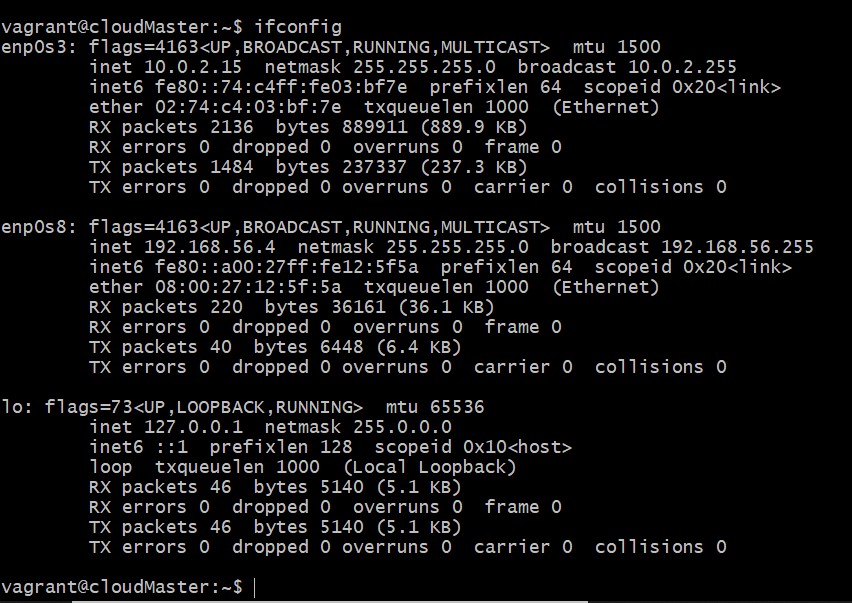 vagrant@cloudMaster:~$ ifconfig
enp0s3: flags=4163<UP,BROADCAST,RUNNING,MULTICAST>  mtu 1500
        inet 10.0.2.15  netmask 255.255.255.0  broadcast 10.0.2.255
        inet6 fe80::74:c4ff:fe03:bf7e  prefixlen 64  scopeid 0x20<link>
        ether 02:74:c4:03:bf:7e  txqueuelen 1000  (Ethernet)
        RX packets 2136  bytes 889911 (889.9 KB)
        RX errors 0  dropped 0  overruns 0  frame 0
        TX packets 1484  bytes 237337 (237.3 KB)
        TX errors 0  dropped 0 overruns 0  carrier 0  collisions 0
enp0s8: flags=4163<UP,BROADCAST,RUNNING,MULTICAST>  mtu 1500
        inet 192.168.56.4  netmask 255.255.255.0  broadcast 192.168.56.255
        inet6 fe80::a00:27ff:fe12:5f5a  prefixlen 64  scopeid 0x20<link>
        ether 08:00:27:12:5f:5a  txqueuelen 1000  (Ethernet)
        RX packets 220  bytes 36161 (36.1 KB)
        RX errors 0  dropped 0  overruns 0  frame 0
        TX packets 40  bytes 6448 (6.4 KB)
        TX errors 0  dropped 0 overruns 0  carrier 0  collisions 0
lo: flags=73<UP,LOOPBACK,RUNNING>  mtu 65536
        inet 127.0.0.1  netmask 255.0.0.0
        inet6 ::1  prefixlen 128  scopeid 0x10<host>
        loop  txqueuelen 1000  (Local Loopback)
        RX packets 46  bytes 5140 (5.1 KB)
        RX errors 0  dropped 0  overruns 0  frame 0
        TX packets 46  bytes 5140 (5.1 KB)
        TX errors 0  dropped 0 overruns 0  carrier 0  collisions 0
vagrant@cloudMaster:~$